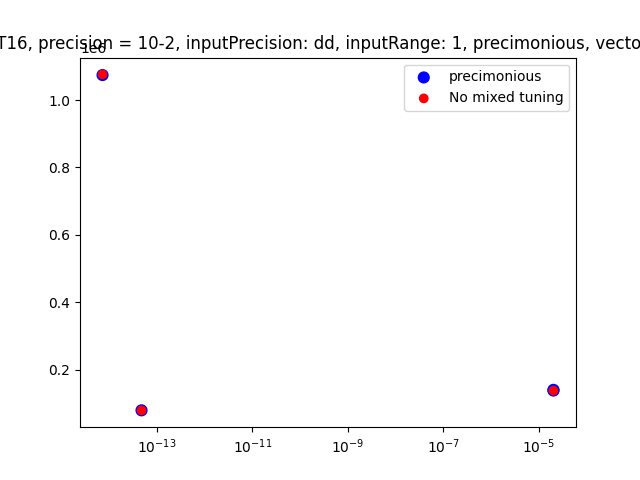 T16, precision = 10-2, inputPrecision: dd, inputRange: 1, precimonious, vecto
1e6
precimonious
No mixed tuning
1.0
0.8
0.6
0.4
0.2
10⁻¹³
10⁻¹¹
10⁻⁹
10⁻⁷
10⁻⁵